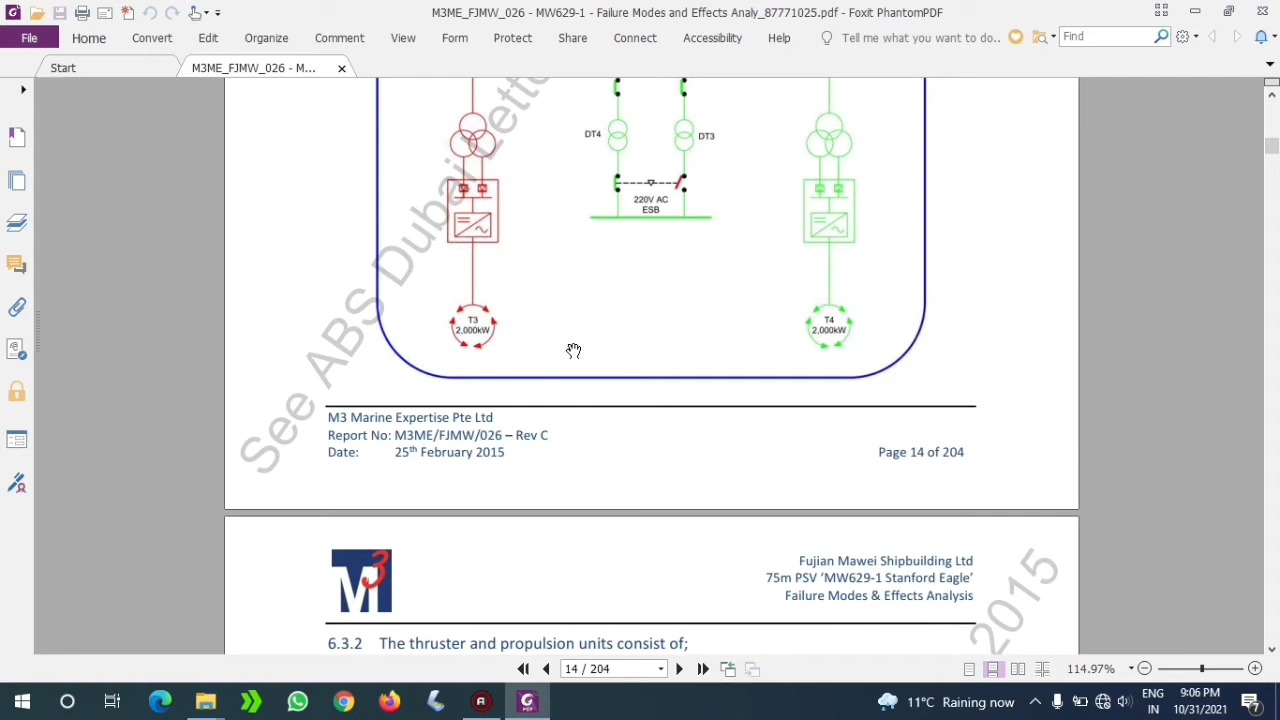 M3ME_FJMW_026 - MW629-1 - Failure Modes and Effects Analy_87771025.pdf - Foxit PhantomPDF
File Home Convert Edit Organize Comment View Form Protect Share Connect Accessibility Help Tell me what you want to do.. Find
Start M3ME_FJMW_026 - M...
DT4 DT3
220V AC
ESB
T3
2,000kW
T4
2,000kW
See ABS Dubai Lette
M3 Marine Expertise Pte Ltd
Report No: M3ME/FJMW/026 – Rev C
Date: 25th February 2015 Page 14 of 204
M3
Fujian Mawei Shipbuilding Ltd
75m PSV ‘MW629-1 Stanford Eagle’
Failure Modes & Effects Analysis
2015
6.3.2 The thruster and propulsion units consist of;
14 / 204 114.97%
11°C Raining now ENG IN 9:06 PM 10/31/2021 7